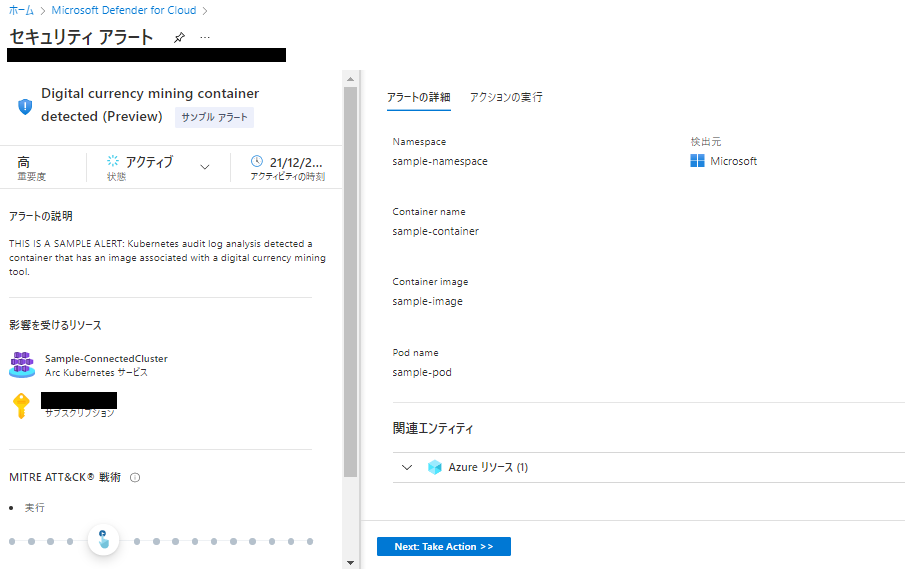 ホーム > Microsoft Defender for Cloud >
セキュリティ アラート
...
Digital currency mining container
detected (Preview) サンプル アラート
高
重要度
アクティブ
状態
21/12/2...
アクティビティの時刻
アラートの説明
THIS IS A SAMPLE ALERT: Kubernetes audit log analysis detected a
container that has an image associated with a digital currency mining
tool.
影響を受けるリソース
Sample-ConnectedCluster
Arc Kubernetes サービス
サブスクリプション
MITRE ATT&CK® 戦術
• 実行
アラートの詳細 アクションの実行
Namespace
sample-namespace
検出元
Microsoft
Container name
sample-container
Container image
sample-image
Pod name
sample-pod
関連エンティティ
Azure リソース (1)
Next: Take Action >>